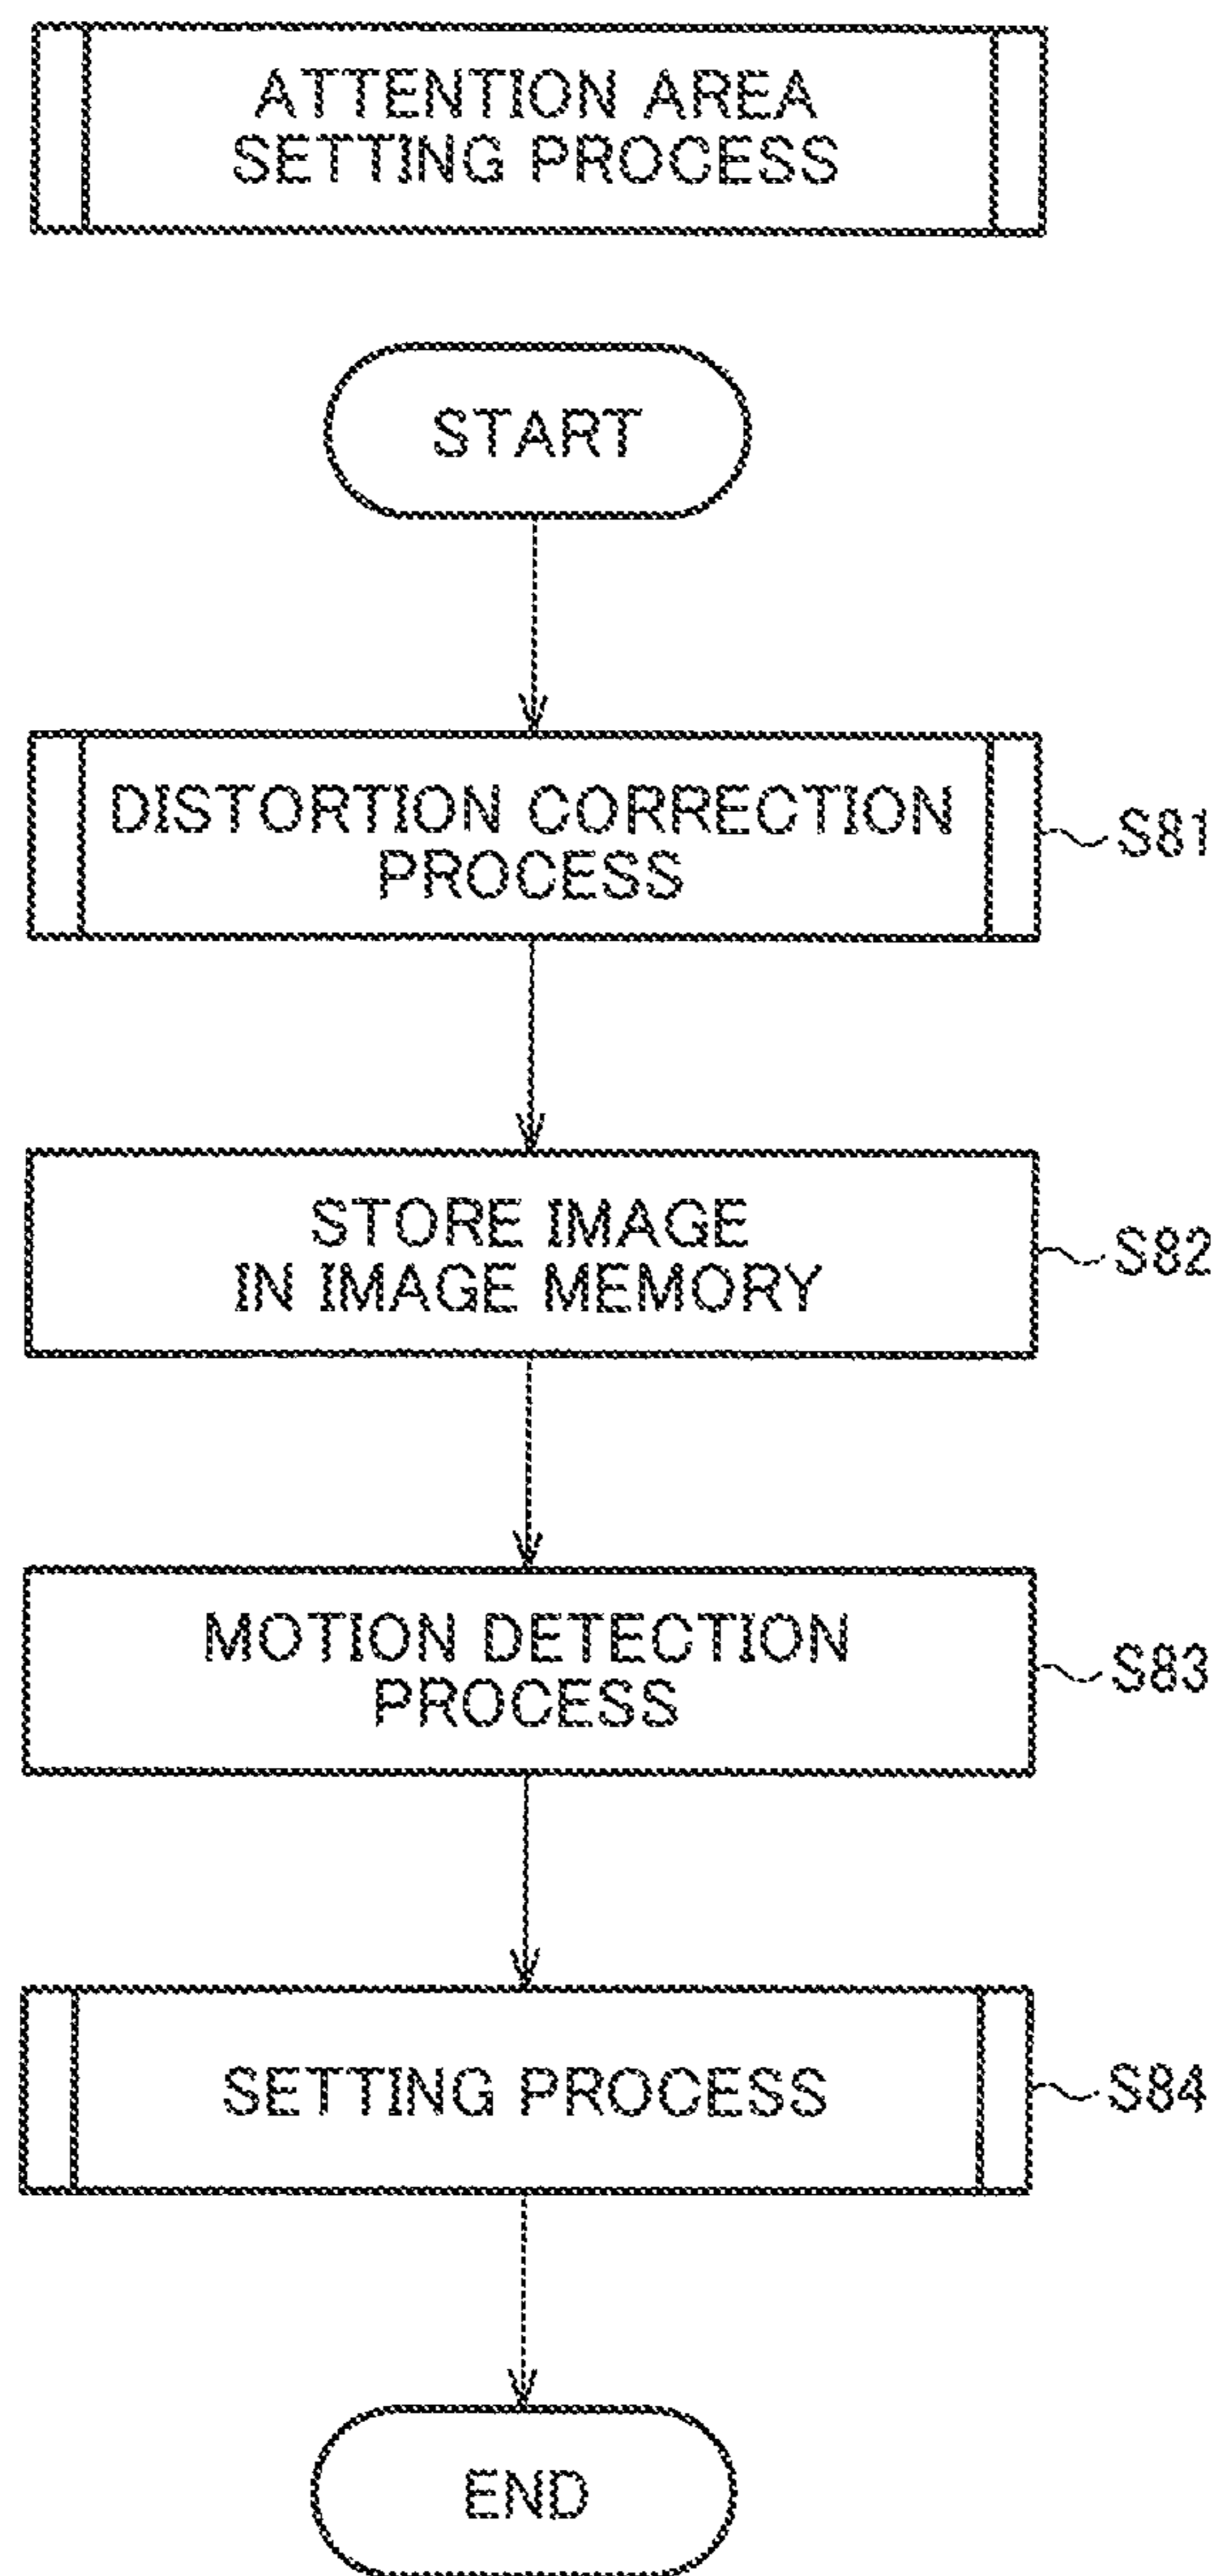 ATTENTION AREA
SETTING PROCESS
START
DISTORTION CORRECTION
PROCESS
S81
STORE IMAGE
IN IMAGE MEMORY
S82
MOTION DETECTION
PROCESS
S83
SETTING PROCESS
S84
END